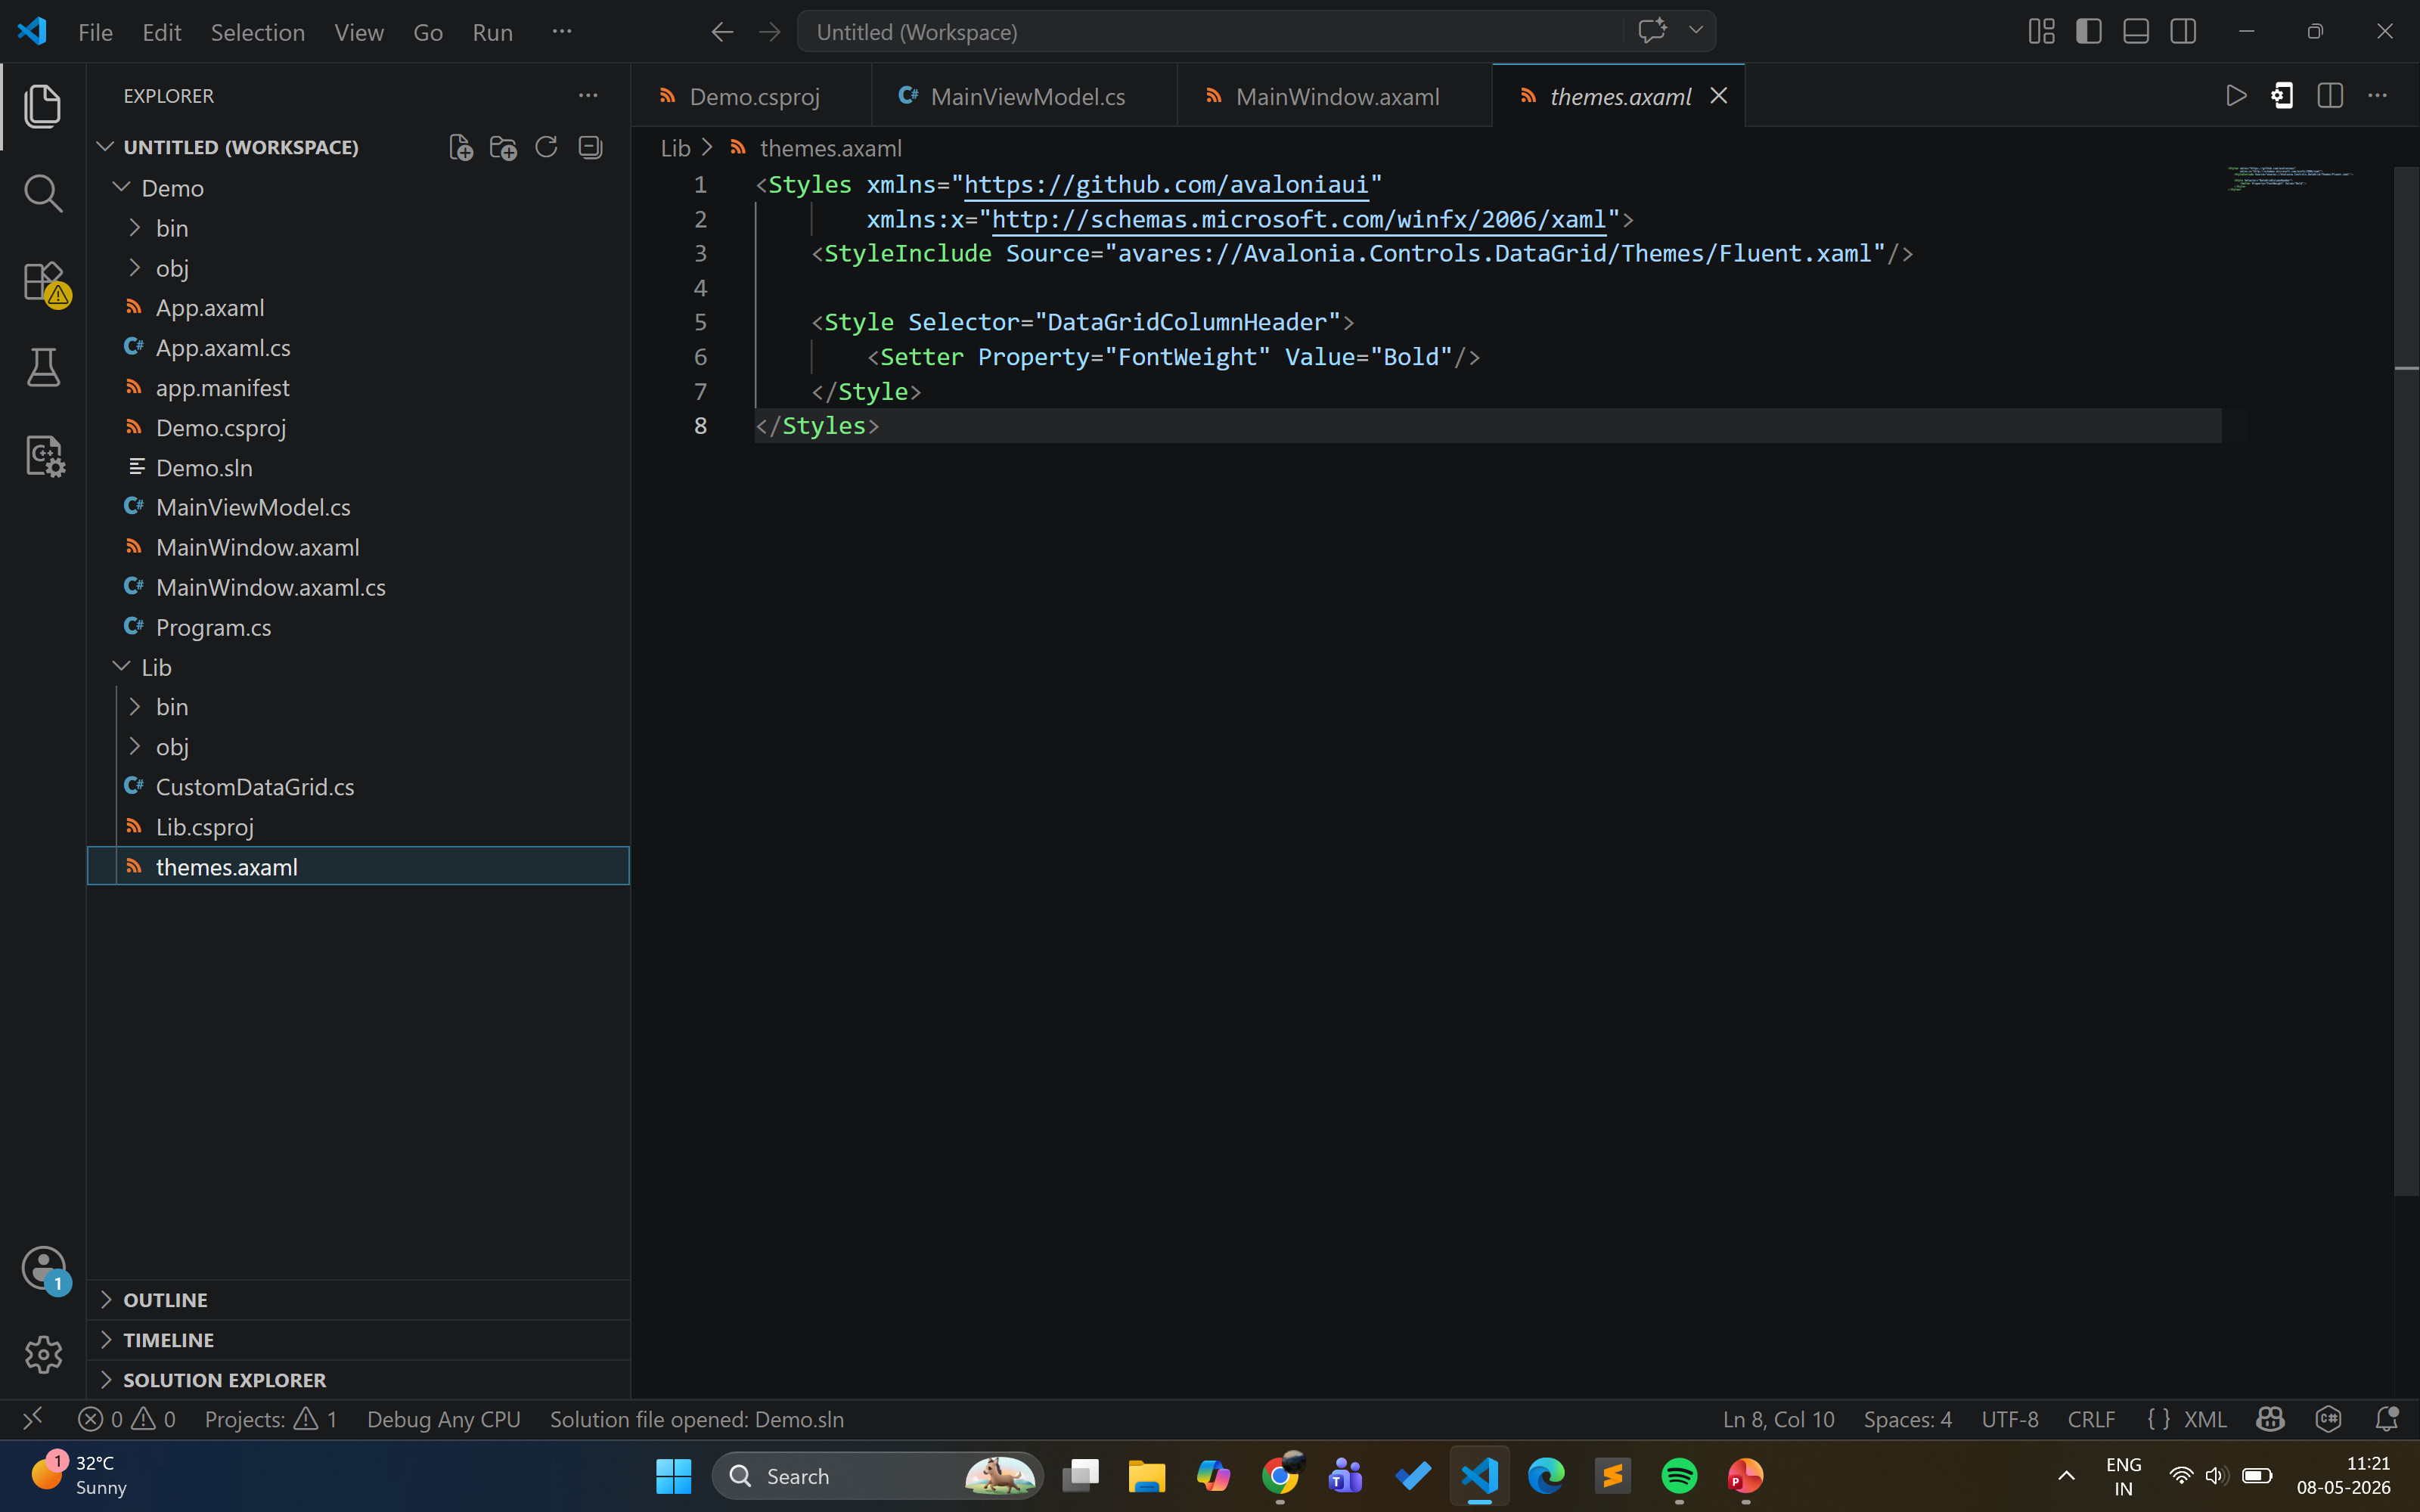 File Edit Selection View Go Run ···
Untitled (Workspace)
EXPLORER
Demo.csproj
C# MainViewModel.cs
MainWindow.axaml
themes.axaml
UNTITLED (WORKSPACE)
Lib > themes.axaml
Demo
bin
obj
App.axaml
C# App.axaml.cs
app.manifest
Demo.csproj
Demo.sln
C# MainViewModel.cs
MainWindow.axaml
C# MainWindow.axaml.cs
C# Program.cs
Lib
bin
obj
C# CustomDataGrid.cs
Lib.csproj
themes.axaml
1 <Styles xmlns="https://github.com/avaloniaui"
2 xmlns:x="http://schemas.microsoft.com/winfx/2006/xaml">
3 <StyleInclude Source="avares://Avalonia.Controls.DataGrid/Themes/Fluent.xaml"/>
4
5 <Style Selector="DataGridColumnHeader">
6 <Setter Property="FontWeight" Value="Bold"/>
7 </Style>
8 </Styles>
1
OUTLINE
TIMELINE
SOLUTION EXPLORER
0 0 Projects: 1 Debug Any CPU Solution file opened: Demo.sln
Ln 8, Col 10 Spaces: 4 UTF-8 CRLF { } XML
1 32°C
Sunny
Search
ENG
IN
11:21
08-05-2026